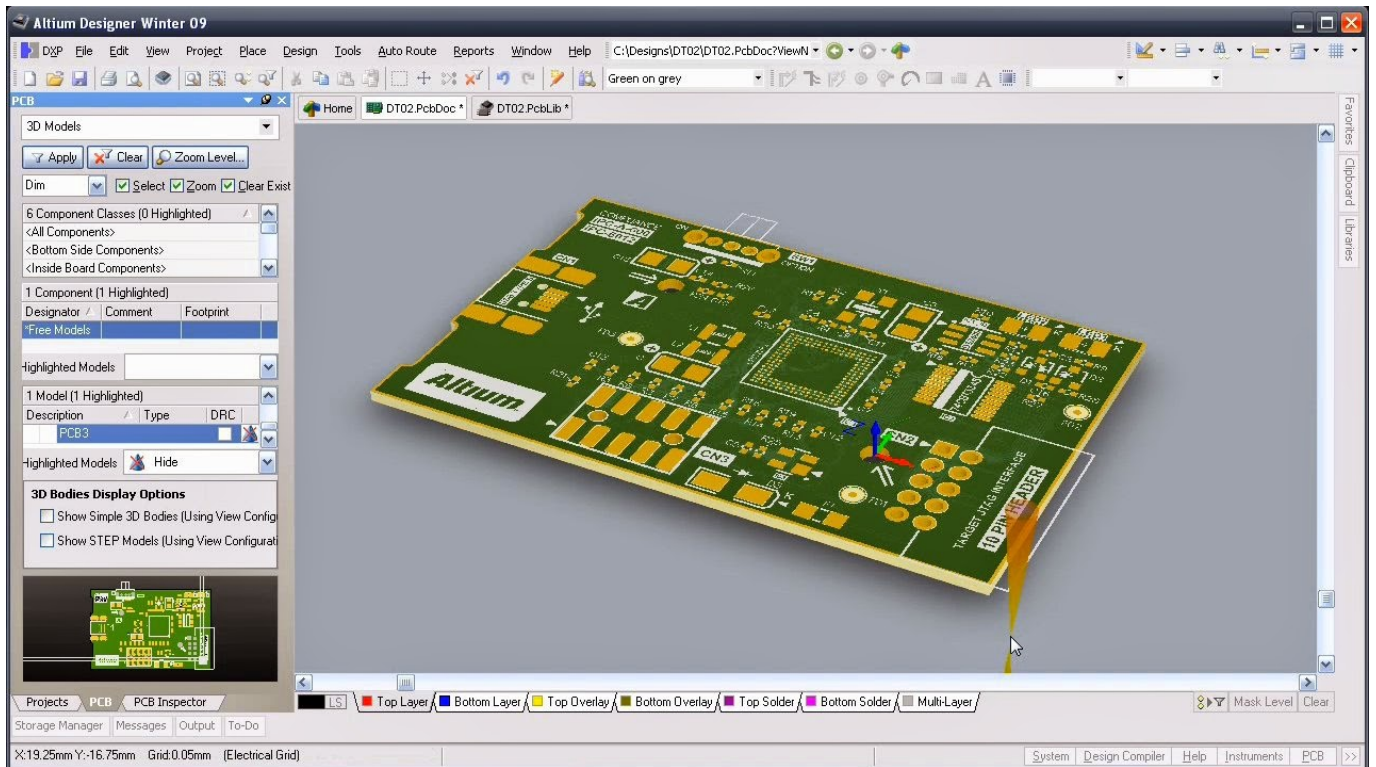 Altium Designer Winter 09
DXP File Edit View Project Place Design Tools Auto Route Reports Window Help C:\Designs\DT02\DT02.PcbDoc?ViewN
Green on grey
PCB
Home DT02.PcbDoc * DT02.PcbLib *
3D Models
Apply Clear Zoom Level...
Dim Select Zoom Clear Exist
6 Component Classes (0 Highlighted)
<All Components>
<Bottom Side Components>
<Inside Board Components>
1 Component (1 Highlighted)
Designator Comment Footprint
*Free Models
Highlighted Models
1 Model (1 Highlighted)
Description Type DRC
PCB3
Highlighted Models Hide
3D Bodies Display Options
Show Simple 3D Bodies (Using View Config
Show STEP Models (Using View Configurati
Favorites
Clipboard
Libraries
COMPLIANCE
ON
SW1
OPTION
CN1
Altium
CN3
CN2
TARGET JTAG INTERFACE
10 PIN HEADER
Projects PCB PCB Inspector
LS Top Layer Bottom Layer Top Overlay Bottom Overlay Top Solder Bottom Solder Multi-Layer Mask Level Clear
Storage Manager Messages Output To-Do
X:19.25mm Y:-16.75mm Grid:0.05mm (Electrical Grid) System Design Compiler Help Instruments PCB >>